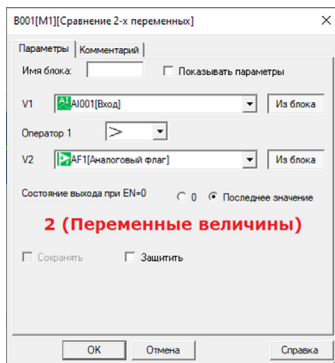 B001[M1][Сравнение 2-х переменных]
Параметры Комментарий
Имя блока: Показывать параметры
V1 AI AI001[Вход] Из блока
Оператор 1 >
V2 AF1[Аналоговый флаг] Из блока
Состояние выхода при EN=0 0 Последнее значение
2 (Переменные величины)
Сохранять Защитить
OK Отмена Справка